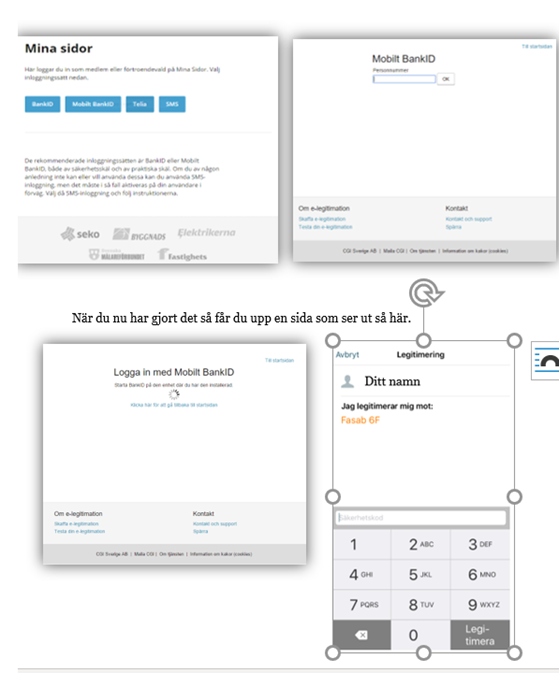 Mina sidor
Här loggar du in som medlem eller förtroendevald på Mina Sidor. Välj
inloggningssätt nedan.
BankID
Mobilt BankID
Telia
SMS
De rekommenderade inloggningssätten är BankID eller Mobilt
BankID, både av säkerhetsskäl och av praktiska skäl. Om du av någon
anledning inte kan eller vill använda dessa kan du använda SMS-
inloggning, men det måste i så fall aktiveras på din användare i
förväg. Välj då SMS-inloggning och följ instruktionerna.
seko
BYGGNADS
Elektrikerna
MÅLAREFÖRBUNDET
Fastighets
Till startsidan
Mobilt BankID
Personnummer
OK
Om e-legitimation
Skaffa e-legitimation
Testa din e-legitimation
Kontakt
Kontakt och support
Spärra
CGI Sverige AB | Maila CGI | Om tjänsten | Information om kakor (cookies)
När du nu har gjort det så får du upp en sida som ser ut så här.
Till startsidan
Logga in med Mobilt BankID
Starta BankID på den enhet där du har den installerad.
Klicka här för att gå tillbaka till startsidan
Om e-legitimation
Skaffa e-legitimation
Testa din e-legitimation
Kontakt
Kontakt och support
Spärra
CGI Sverige AB | Maila CGI | Om tjänsten | Information om kakor (cookies)
Avbryt
Legitimering
Ditt namn
Jag legitimerar mig mot:
Fasab 6F
Säkerhetskod
1
2 ABC
3 DEF
4 GHI
5 JKL
6 MNO
7 PQRS
8 TUV
9 WXYZ
0
Legi-
timera